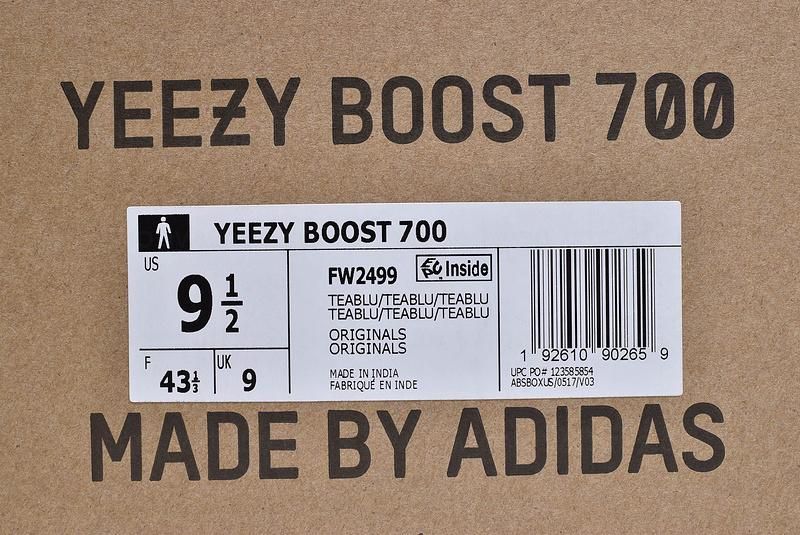 YEEZY BOOST 700
YEEZY BOOST 700
US
9 1/2
F
43 1/3
UK
9
FW2499
Inside
TEABLU/TEABLU/TEABLU
TEABLU/TEABLU/TEABLU
ORIGINALS
ORIGINALS
MADE IN INDIA
FABRIQUÉ EN INDE
1 92610 90265 9
UPC PO# 123585854
ABSBOXUS/0517/V03
MADE BY ADIDAS